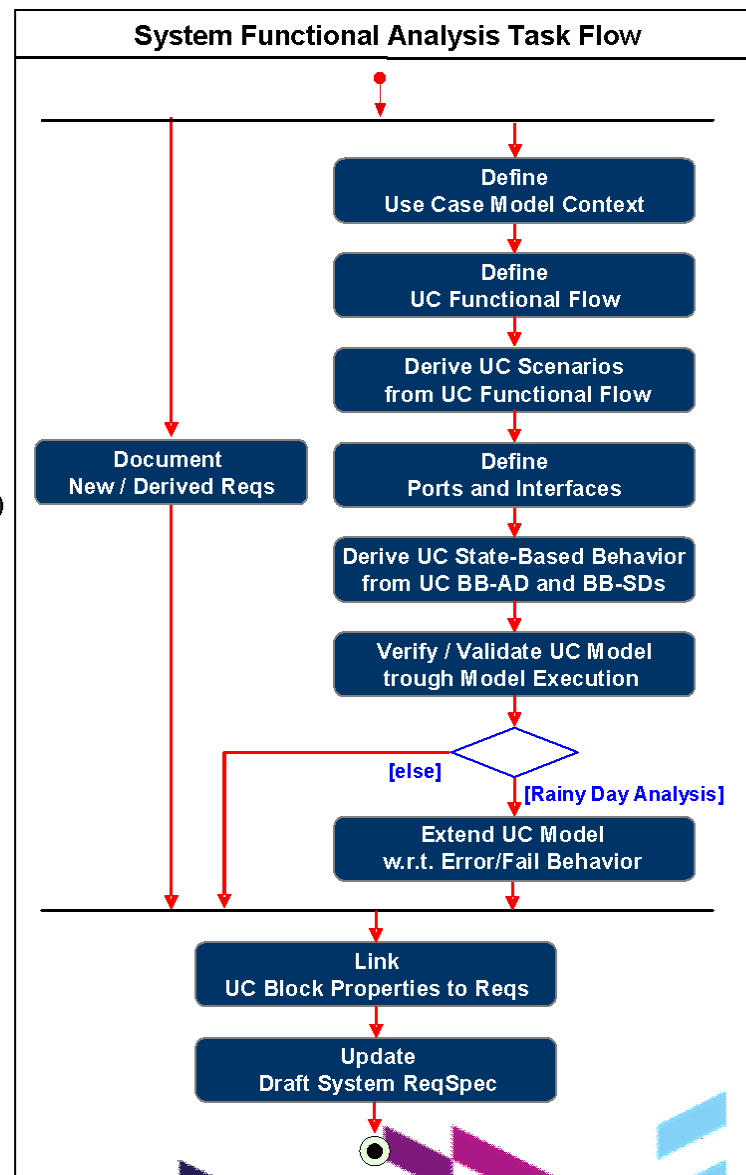 System Functional Analysis Task Flow
Define
Use Case Model Context
Define
UC Functional Flow
Derive UC Scenarios
from UC Functional Flow
Document
New / Derived Reqs
Define
Ports and Interfaces
)
Derive UC State-Based Behavior
from UC BB-AD and BB-SDs
Verify / Validate UC Model
trough Model Execution
[else]
[Rainy Day Analysis]
Extend UC Model
w.r.t. Error/Fail Behavior
Link
UC Block Properties to Reqs
Update
Draft System ReqSpec